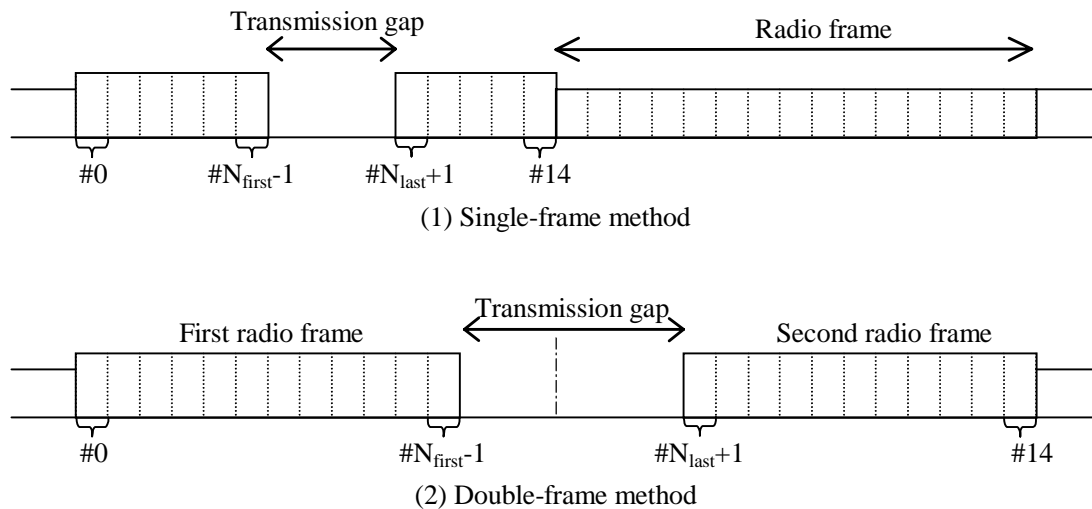 Transmission gap
Radio frame
#0
#N_first-1
#N_last+1
#14
(1) Single-frame method
Transmission gap
First radio frame
Second radio frame
#0
#N_first-1
#N_last+1
#14
(2) Double-frame method